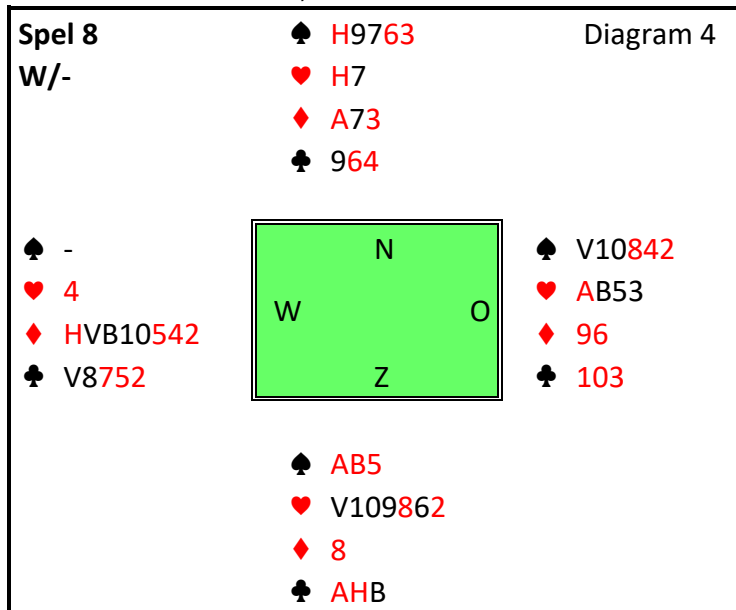 Spel 8 ♠ H9763 Diagram 4
W/- ♥ H7
♦ A73
♣ 964
♠ - N ♠ V10842
♥ 4 ♥ AB53
W O
♦ HVB10542 ♦ 96
♣ V8752 Z ♣ 103
♠ AB5
♥ V109862
♦ 8
♣ AHB